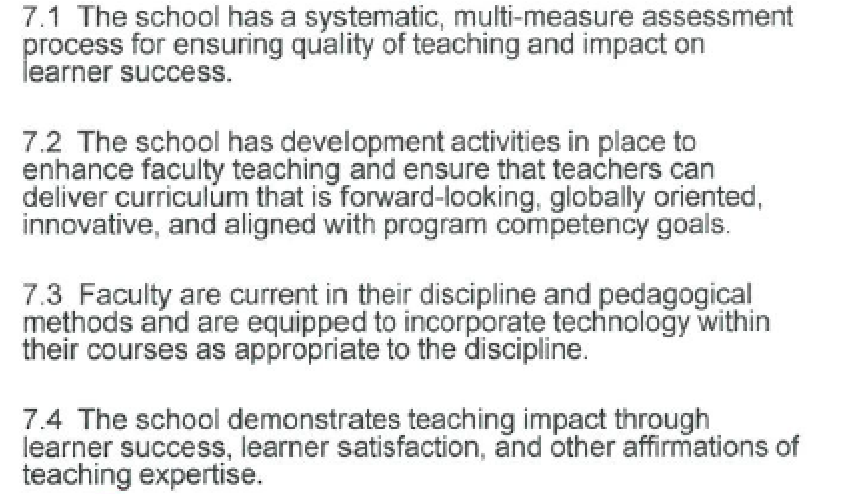 7.1 The school has a systematic, multi-measure assessment
process for ensuring quality of teaching and impact on
learner success.
7.2 The school has development activities in place to
enhance faculty teaching and ensure that teachers can
deliver curriculum that is forward-looking, globally oriented,
innovative, and aligned with program competency goals.
7.3 Faculty are current in their discipline and pedagogical
methods and are equipped to incorporate technology within
their courses as appropriate to the discipline.
7.4 The school demonstrates teaching impact through
learner success, learner satisfaction, and other affirmations of
teaching expertise.